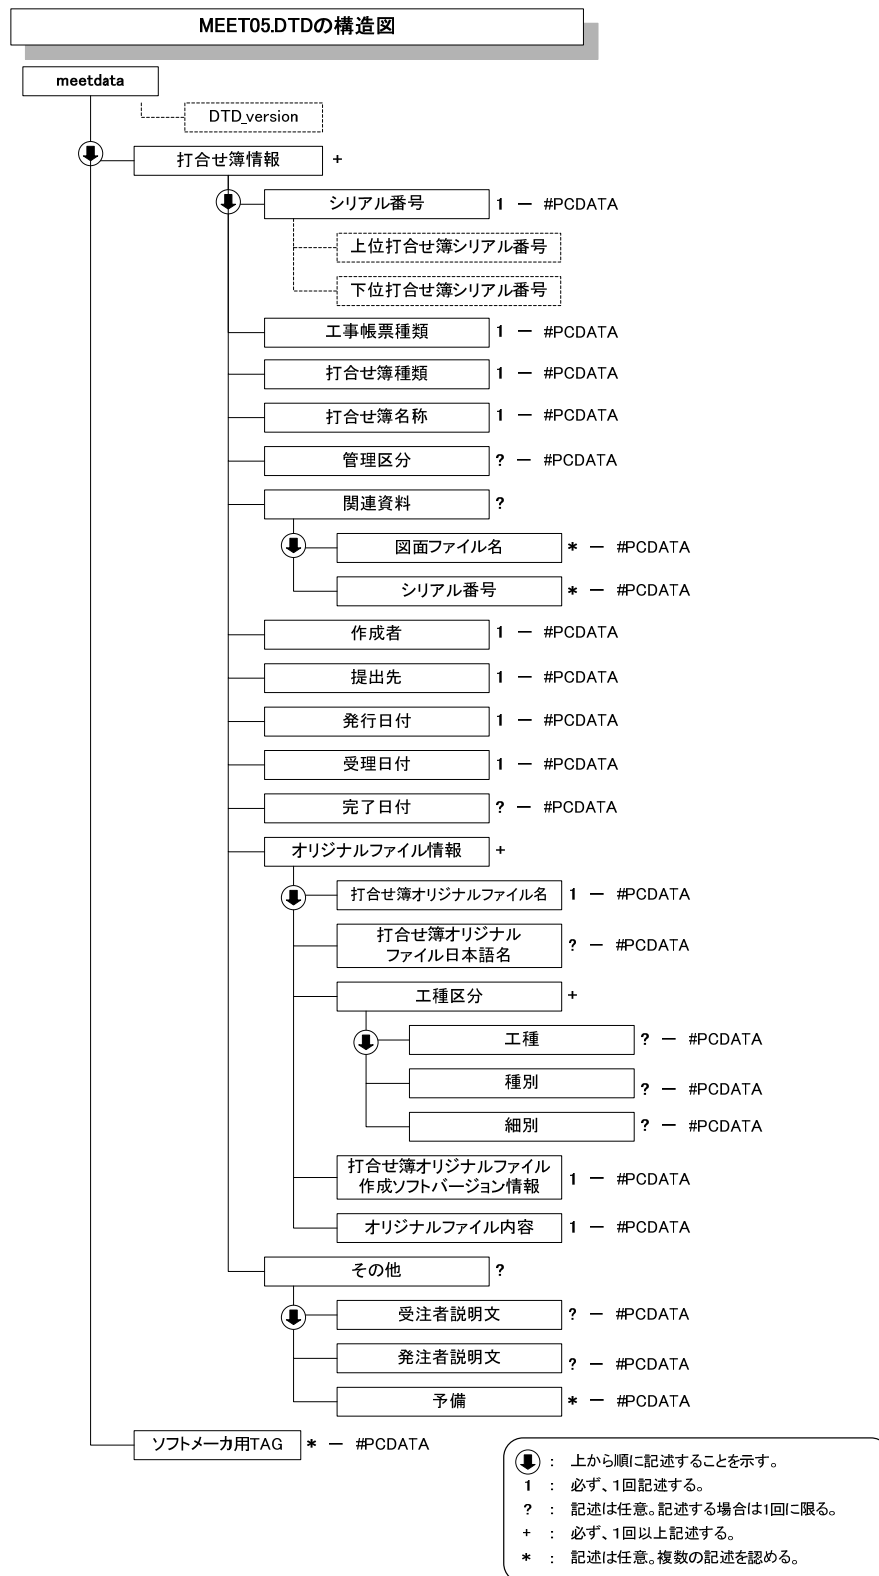 MEET05.DTDの構造図
meetdata
DTD_version
打合せ簿情報 +
シリアル番号 1 － #PCDATA
上位打合せ簿シリアル番号
下位打合せ簿シリアル番号
工事帳票種類 1 － #PCDATA
打合せ簿種類 1 － #PCDATA
打合せ簿名称 1 － #PCDATA
管理区分 ? － #PCDATA
関連資料 ?
図面ファイル名 * － #PCDATA
シリアル番号 * － #PCDATA
作成者 1 － #PCDATA
提出先 1 － #PCDATA
発行日付 1 － #PCDATA
受理日付 1 － #PCDATA
完了日付 ? － #PCDATA
オリジナルファイル情報 +
打合せ簿オリジナルファイル名 1 － #PCDATA
打合せ簿オリジナル
ファイル日本語名 ? － #PCDATA
工種区分 +
工種 ? － #PCDATA
種別 ? － #PCDATA
細別 ? － #PCDATA
打合せ簿オリジナルファイル
作成ソフトバージョン情報 1 － #PCDATA
オリジナルファイル内容 1 － #PCDATA
その他 ?
受注者説明文 ? － #PCDATA
発注者説明文 ? － #PCDATA
予備 * － #PCDATA
ソフトメーカ用TAG * － #PCDATA
： 上から順に記述することを示す。
1 ： 必ず、1回記述する。
? ： 記述は任意。記述する場合は1回に限る。
+ ： 必ず、1回以上記述する。
* ： 記述は任意。複数の記述を認める。